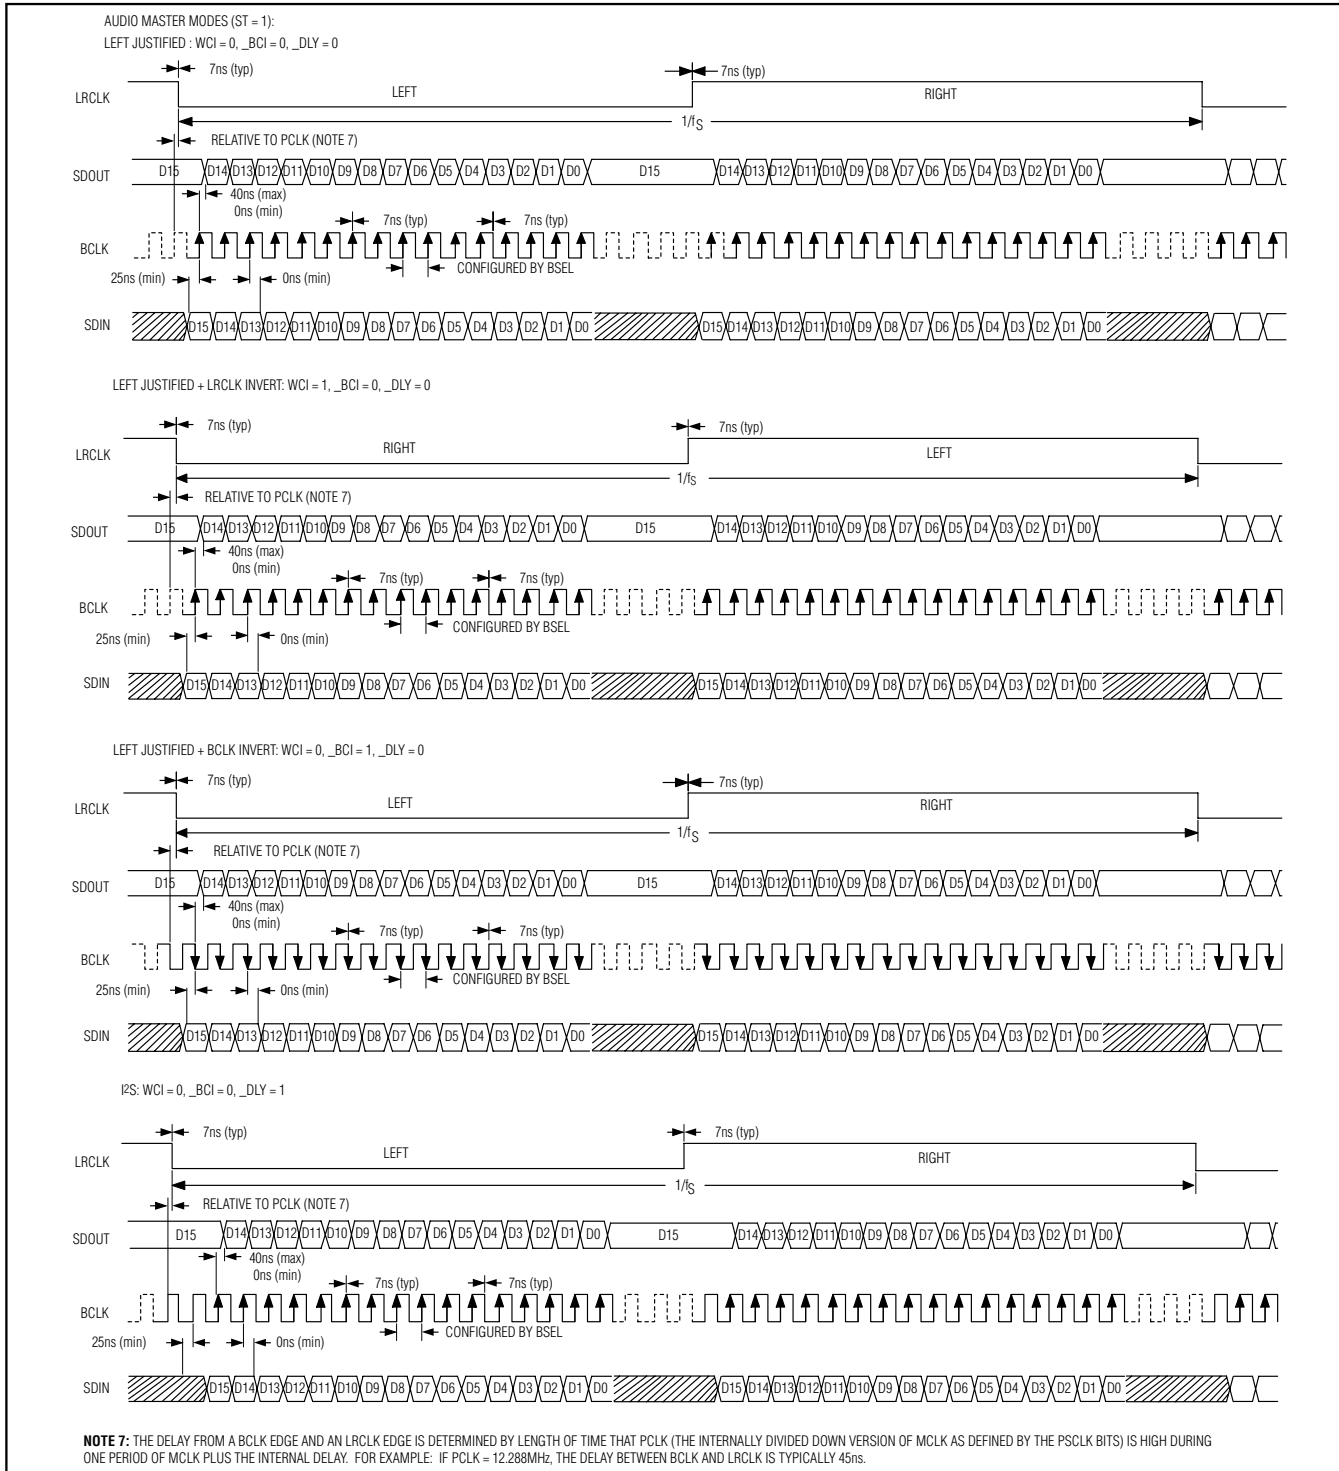 AUDIO MASTER MODES (ST = 1):
LEFT JUSTIFIED : WCI = 0, _BCI = 0, _DLY = 0
7ns (typ) 7ns (typ)
LRCLK LEFT RIGHT
1/fS
RELATIVE TO PCLK (NOTE 7)
SDOUT D15 D14 D13 D12 D11 D10 D9 D8 D7 D6 D5 D4 D3 D2 D1 D0 D15 D14 D13 D12 D11 D10 D9 D8 D7 D6 D5 D4 D3 D2 D1 D0
40ns (max)
0ns (min) 7ns (typ) 7ns (typ)
BCLK
25ns (min) 0ns (min) CONFIGURED BY BSEL
SDIN D15 D14 D13 D12 D11 D10 D9 D8 D7 D6 D5 D4 D3 D2 D1 D0 D15 D14 D13 D12 D11 D10 D9 D8 D7 D6 D5 D4 D3 D2 D1 D0
LEFT JUSTIFIED + LRCLK INVERT: WCI = 1, _BCI = 0, _DLY = 0
7ns (typ) 7ns (typ)
LRCLK RIGHT LEFT
1/fS
RELATIVE TO PCLK (NOTE 7)
SDOUT D15 D14 D13 D12 D11 D10 D9 D8 D7 D6 D5 D4 D3 D2 D1 D0 D15 D14 D13 D12 D11 D10 D9 D8 D7 D6 D5 D4 D3 D2 D1 D0
40ns (max)
0ns (min) 7ns (typ) 7ns (typ)
BCLK
25ns (min) 0ns (min) CONFIGURED BY BSEL
SDIN D15 D14 D13 D12 D11 D10 D9 D8 D7 D6 D5 D4 D3 D2 D1 D0 D15 D14 D13 D12 D11 D10 D9 D8 D7 D6 D5 D4 D3 D2 D1 D0
LEFT JUSTIFIED + BCLK INVERT: WCI = 0, _BCI = 1, _DLY = 0
7ns (typ) 7ns (typ)
LRCLK LEFT RIGHT
1/fS
RELATIVE TO PCLK (NOTE 7)
SDOUT D15 D14 D13 D12 D11 D10 D9 D8 D7 D6 D5 D4 D3 D2 D1 D0 D15 D14 D13 D12 D11 D10 D9 D8 D7 D6 D5 D4 D3 D2 D1 D0
40ns (max)
0ns (min) 7ns (typ) 7ns (typ)
BCLK
25ns (min) 0ns (min) CONFIGURED BY BSEL
SDIN D15 D14 D13 D12 D11 D10 D9 D8 D7 D6 D5 D4 D3 D2 D1 D0 D15 D14 D13 D12 D11 D10 D9 D8 D7 D6 D5 D4 D3 D2 D1 D0
I2S: WCI = 0, _BCI = 0, _DLY = 1
7ns (typ) 7ns (typ)
LRCLK LEFT RIGHT
1/fS
RELATIVE TO PCLK (NOTE 7)
SDOUT D15 D14 D13 D12 D11 D10 D9 D8 D7 D6 D5 D4 D3 D2 D1 D0 D15 D14 D13 D12 D11 D10 D9 D8 D7 D6 D5 D4 D3 D2 D1 D0
40ns (max)
0ns (min) 7ns (typ) 7ns (typ)
BCLK
25ns (min) 0ns (min) CONFIGURED BY BSEL
SDIN D15 D14 D13 D12 D11 D10 D9 D8 D7 D6 D5 D4 D3 D2 D1 D0 D15 D14 D13 D12 D11 D10 D9 D8 D7 D6 D5 D4 D3 D2 D1 D0
NOTE 7: THE DELAY FROM A BCLK EDGE AND AN LRCLK EDGE IS DETERMINED BY LENGTH OF TIME THAT PCLK (THE INTERNALLY DIVIDED DOWN VERSION OF MCLK AS DEFINED BY THE PSCLK BITS) IS HIGH DURING
ONE PERIOD OF MCLK PLUS THE INTERNAL DELAY. FOR EXAMPLE: IF PCLK = 12.288MHz, THE DELAY BETWEEN BCLK AND LRCLK IS TYPICALLY 45ns.